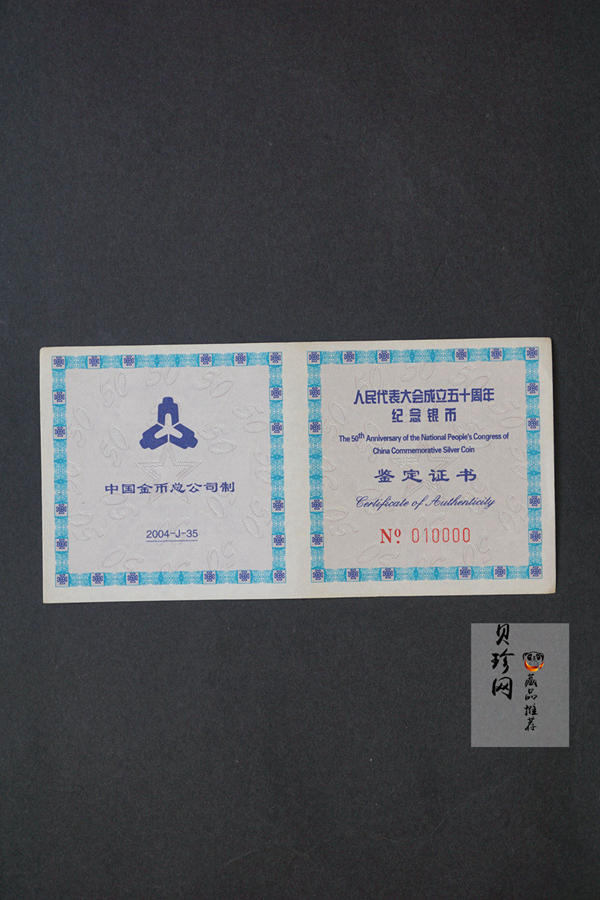 中国金币总公司制
2004-J-35
人民代表大会成立五十周年
纪念银币
The 50th Anniversary of the National People's Congress of
China Commemorative Silver Coin
鉴定证书
Certificate of Authenticity
Nº 010000
贝珍网
藏品推荐